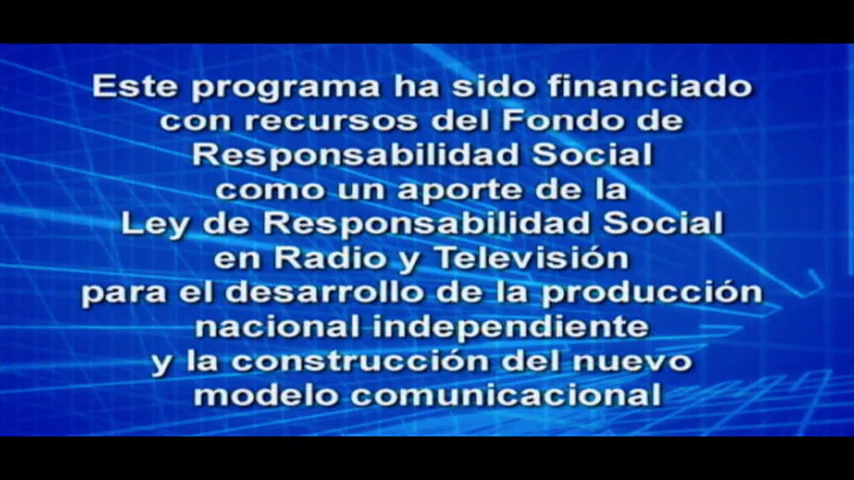 Este programa ha sido financiado
con recursos del Fondo de
Responsabilidad Social
como un aporte de la
Ley de Responsabilidad Social
en Radio y Televisión
para el desarrollo de la producción
nacional independiente
y la construcción del nuevo
modelo comunicacional